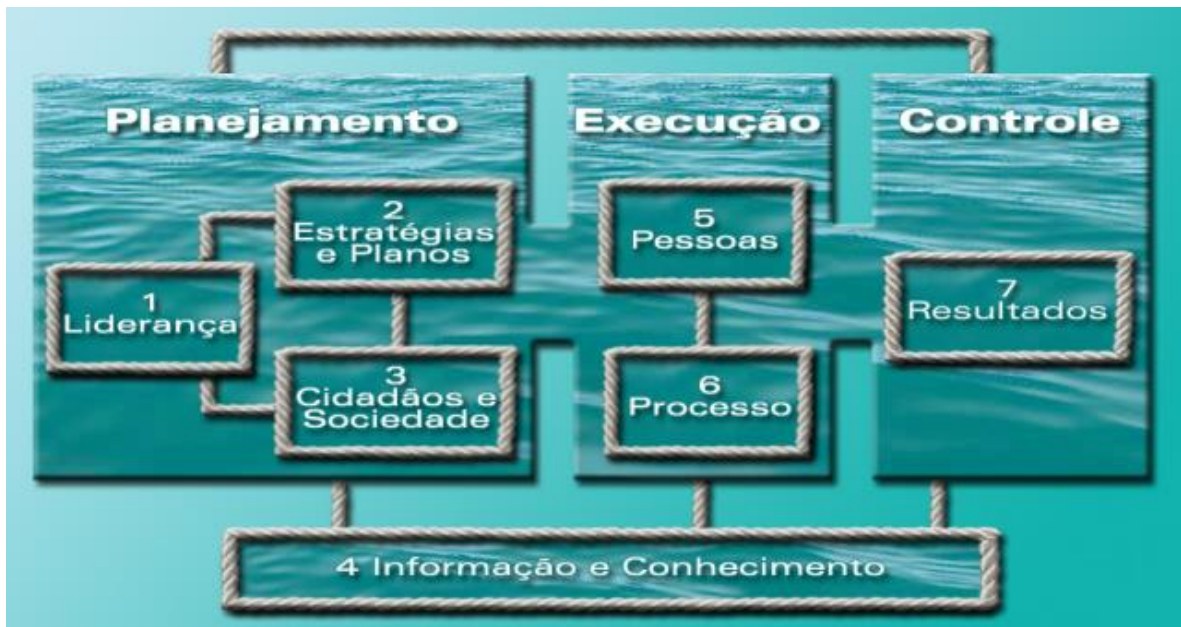 Planejamento
Execução
Controle
1
Liderança
2
Estratégias
e Planos
3
Cidadãos e
Sociedade
5
Pessoas
6
Processo
7
Resultados
4 Informação e Conhecimento